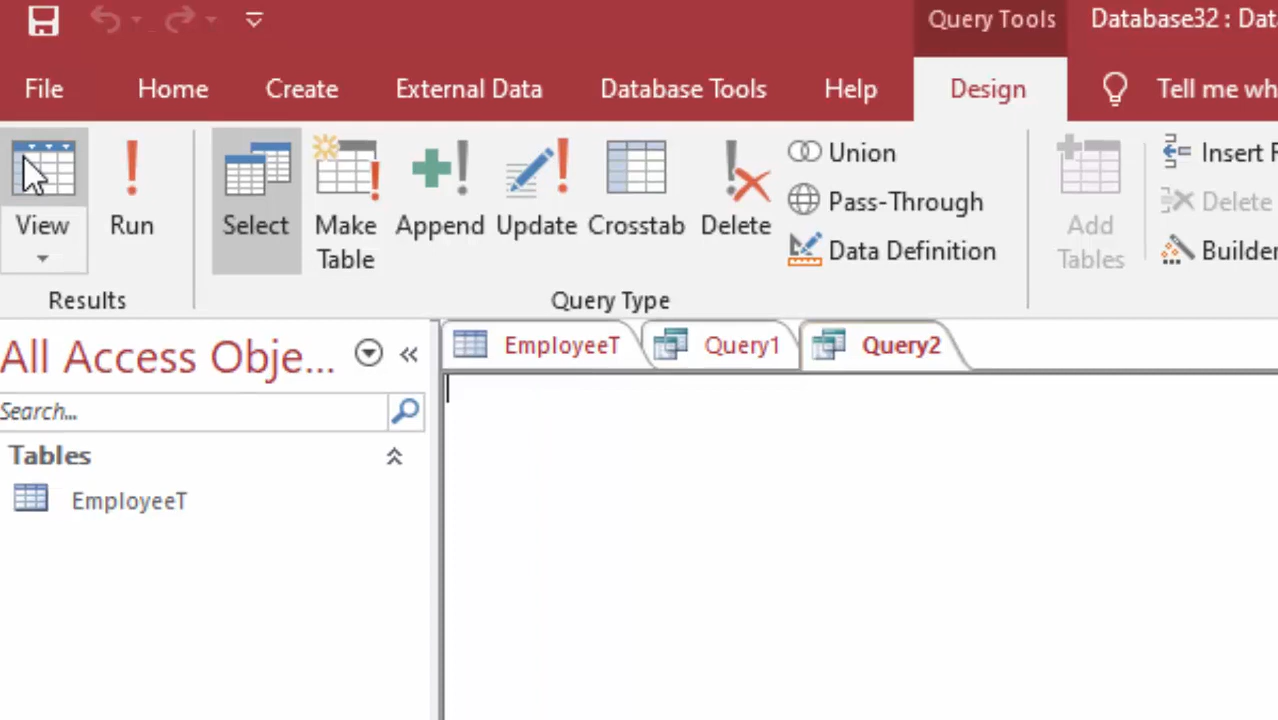 Query Tools
Database32 : Dat
File
Home
Create
External Data
Database Tools
Help
Design
Tell me wh
View
Run
Select
Make
Table
Append
Update
Crosstab
Delete
Union
Pass-Through
Data Definition
Add
Tables
Insert R
Delete
Builder
Results
Query Type
All Access Obje...
EmployeeT
Query1
Query2
Search...
Tables
EmployeeT